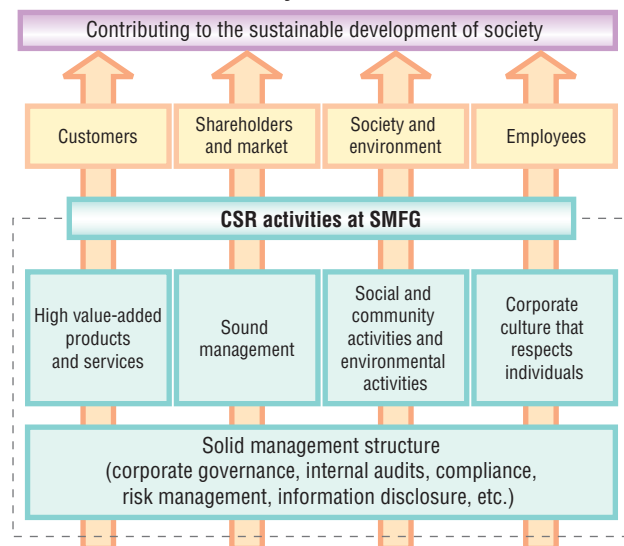 Contributing to the sustainable development of society
Customers
Shareholders
and market
Society and
environment
Employees
CSR activities at SMFG
High value-added
products
and services
Sound
management
Social and
community
activities and
environmental
activities
Corporate
culture that
respects
individuals
Solid management structure
(corporate governance, internal audits, compliance,
risk management, information disclosure, etc.)